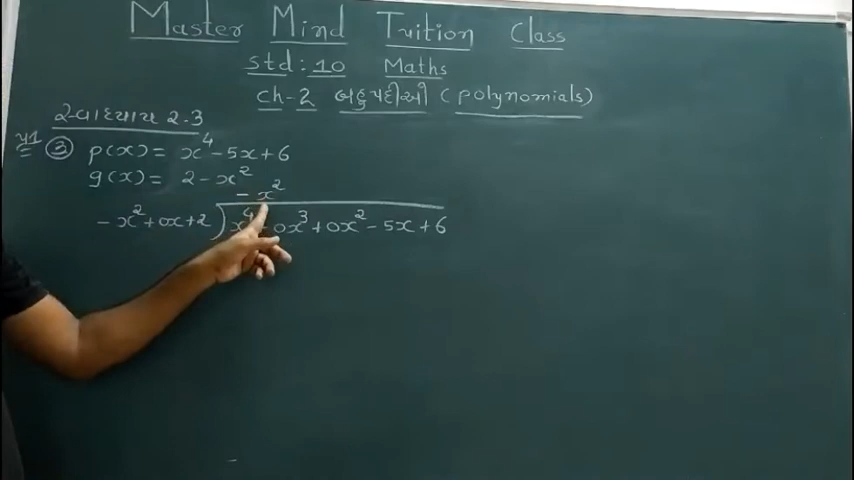 Master Mind Tuition Class
std: 10 Maths
ch-2 બહુપદીઓ (polynomials)
સ્વાધ્યાય 2.3
પ્ર1 ③ p(x) = x⁴ - 5x + 6
g(x) = 2 - x²
- x²
- x² + 0x + 2 ) x⁴ 0x³ + 0x² - 5x + 6